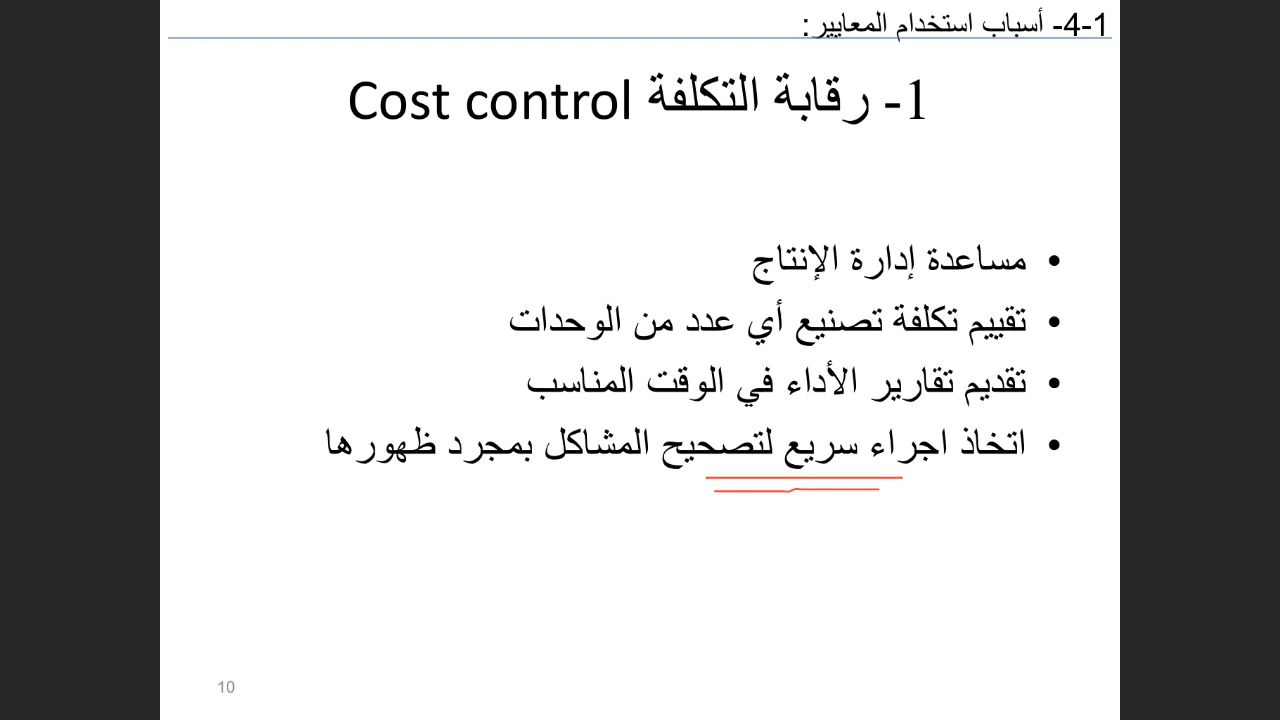 4-1- أسباب استخدام المعايير:
1- رقابة التكلفة Cost control
• مساعدة إدارة الإنتاج
• تقييم تكلفة تصنيع أي عدد من الوحدات
• تقديم تقارير الأداء في الوقت المناسب
• اتخاذ اجراء سريع لتصحيح المشاكل بمجرد ظهورها
10